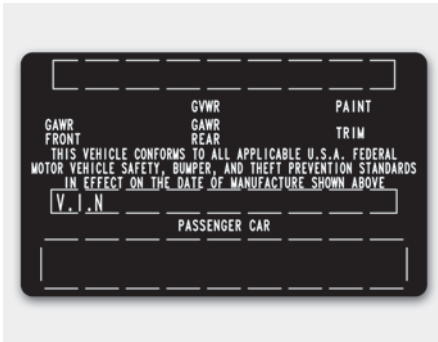 GVWR PAINT
GAWR FRONT GAWR REAR TRIM
THIS VEHICLE CONFORMS TO ALL APPLICABLE U.S.A. FEDERAL
MOTOR VEHICLE SAFETY, BUMPER, AND THEFT PREVENTION STANDARDS
IN EFFECT ON THE DATE OF MANUFACTURE SHOWN ABOVE
V.I.N
PASSENGER CAR